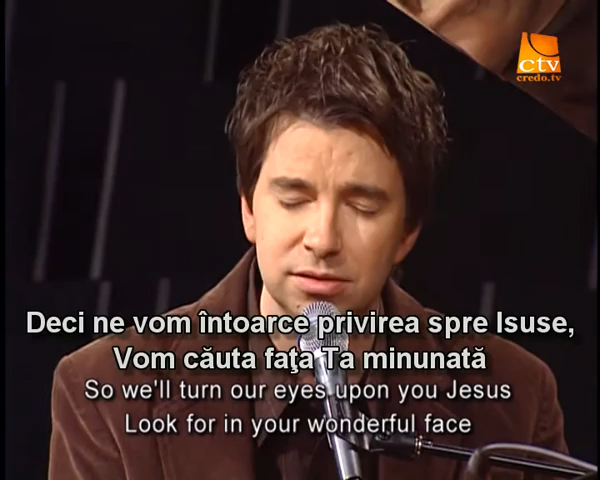 ctv
credo.tv
Deci ne vom întoarce privirea spre Isuse,
Vom căuta faţa Ta minunată
So we'll turn our eyes upon you Jesus
Look for in your wonderful face